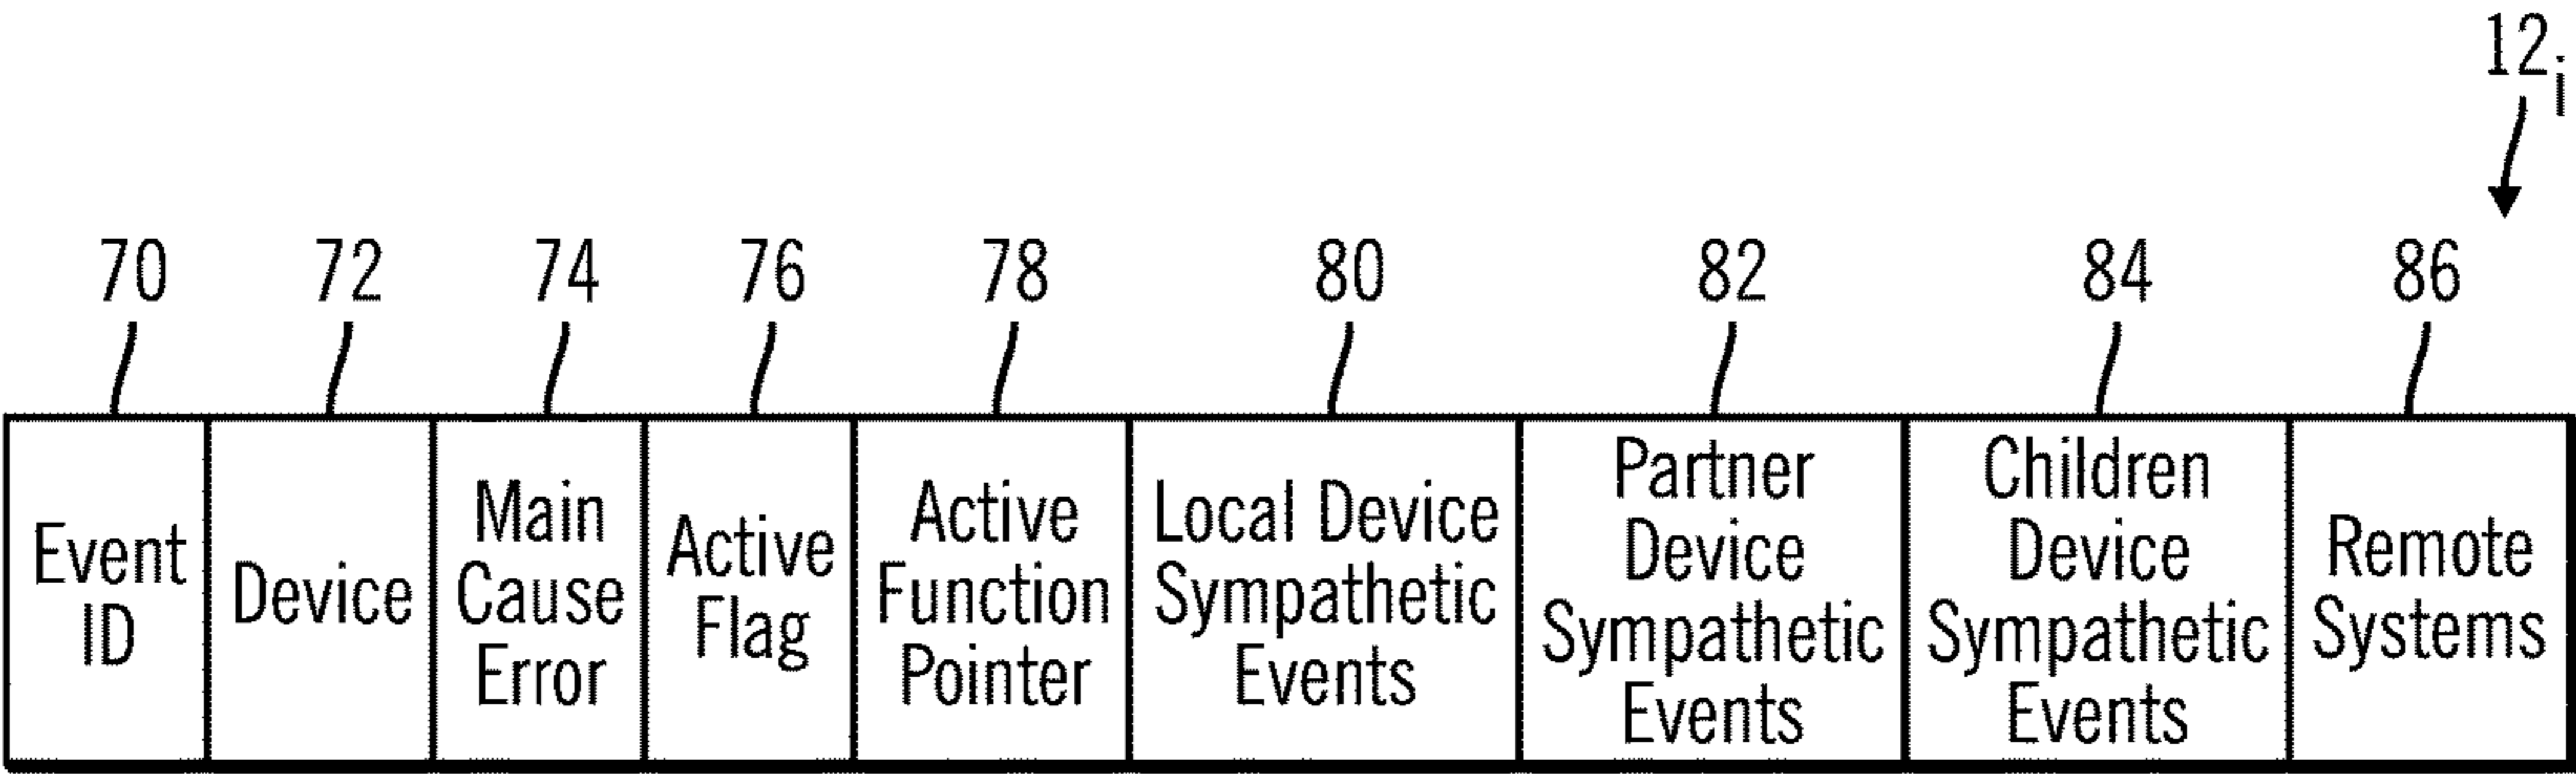 12i
70 72 74 76 78 80 82 84 86
Event
ID
Device
Main
Cause
Error
Active
Flag
Active
Function
Pointer
Local Device
Sympathetic
Events
Partner
Device
Sympathetic
Events
Children
Device
Sympathetic
Events
Remote
Systems